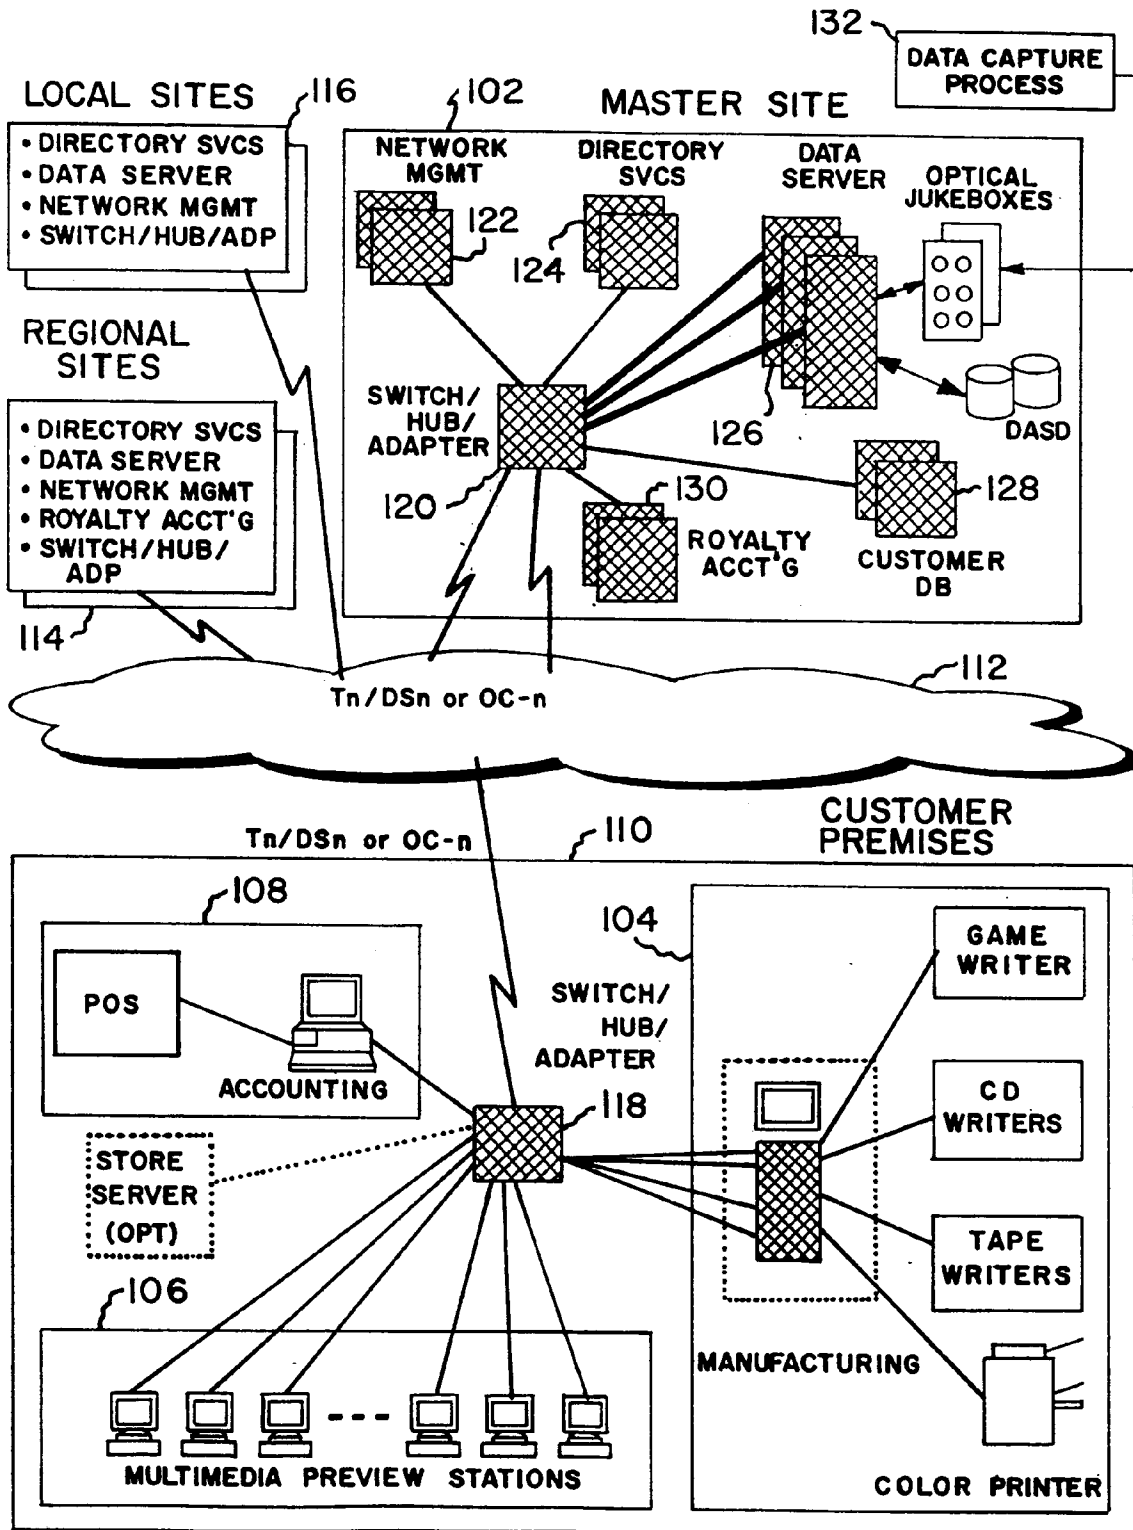 132
DATA CAPTURE
PROCESS
LOCAL SITES
116
• DIRECTORY SVCS
• DATA SERVER
• NETWORK MGMT
• SWITCH/HUB/ADP
102
MASTER SITE
NETWORK
MGMT
122
DIRECTORY
SVCS
124
DATA
SERVER
126
OPTICAL
JUKEBOXES
DASD
REGIONAL
SITES
• DIRECTORY SVCS
• DATA SERVER
• NETWORK MGMT
• ROYALTY ACCT'G
• SWITCH/HUB/
ADP
114
SWITCH/
HUB/
ADAPTER
120
130
ROYALTY
ACCT'G
128
CUSTOMER
DB
112
Tn/DSn or OC-n
CUSTOMER
PREMISES
Tn/DSn or OC-n
110
108
POS
ACCOUNTING
104
SWITCH/
HUB/
ADAPTER
118
GAME
WRITER
CD
WRITERS
TAPE
WRITERS
STORE
SERVER
(OPT)
106
MANUFACTURING
MULTIMEDIA PREVIEW STATIONS
COLOR PRINTER